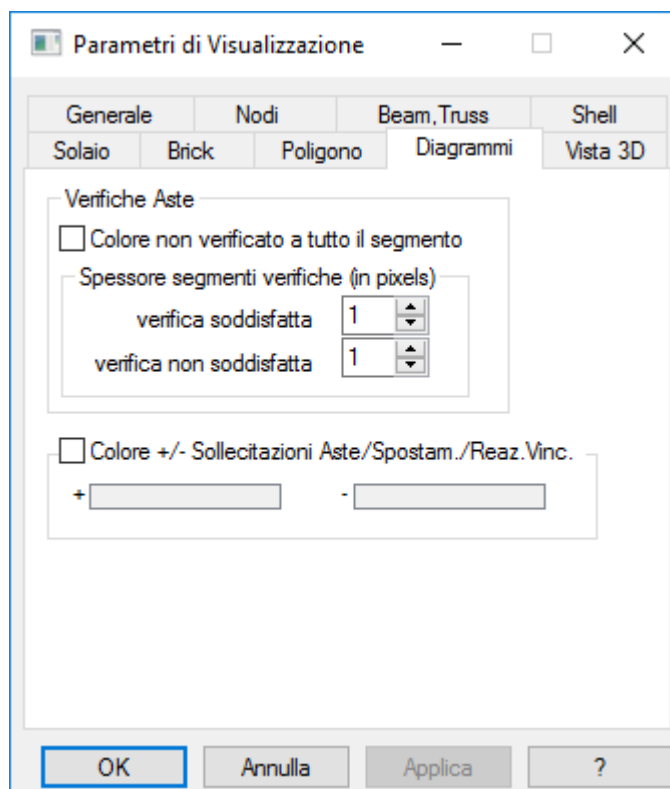 Parametri di Visualizzazione
Generale Nodi Beam,Truss Shell
Solaio Brick Poligono Diagrammi Vista 3D
Verifiche Aste
Colore non verificato a tutto il segmento
Spessore segmenti verifiche (in pixels)
verifica soddisfatta 1
verifica non soddisfatta 1
Colore +/- Sollecitazioni Aste/Spostam./Reaz.Vinc.
+ -
OK Annulla Applica ?